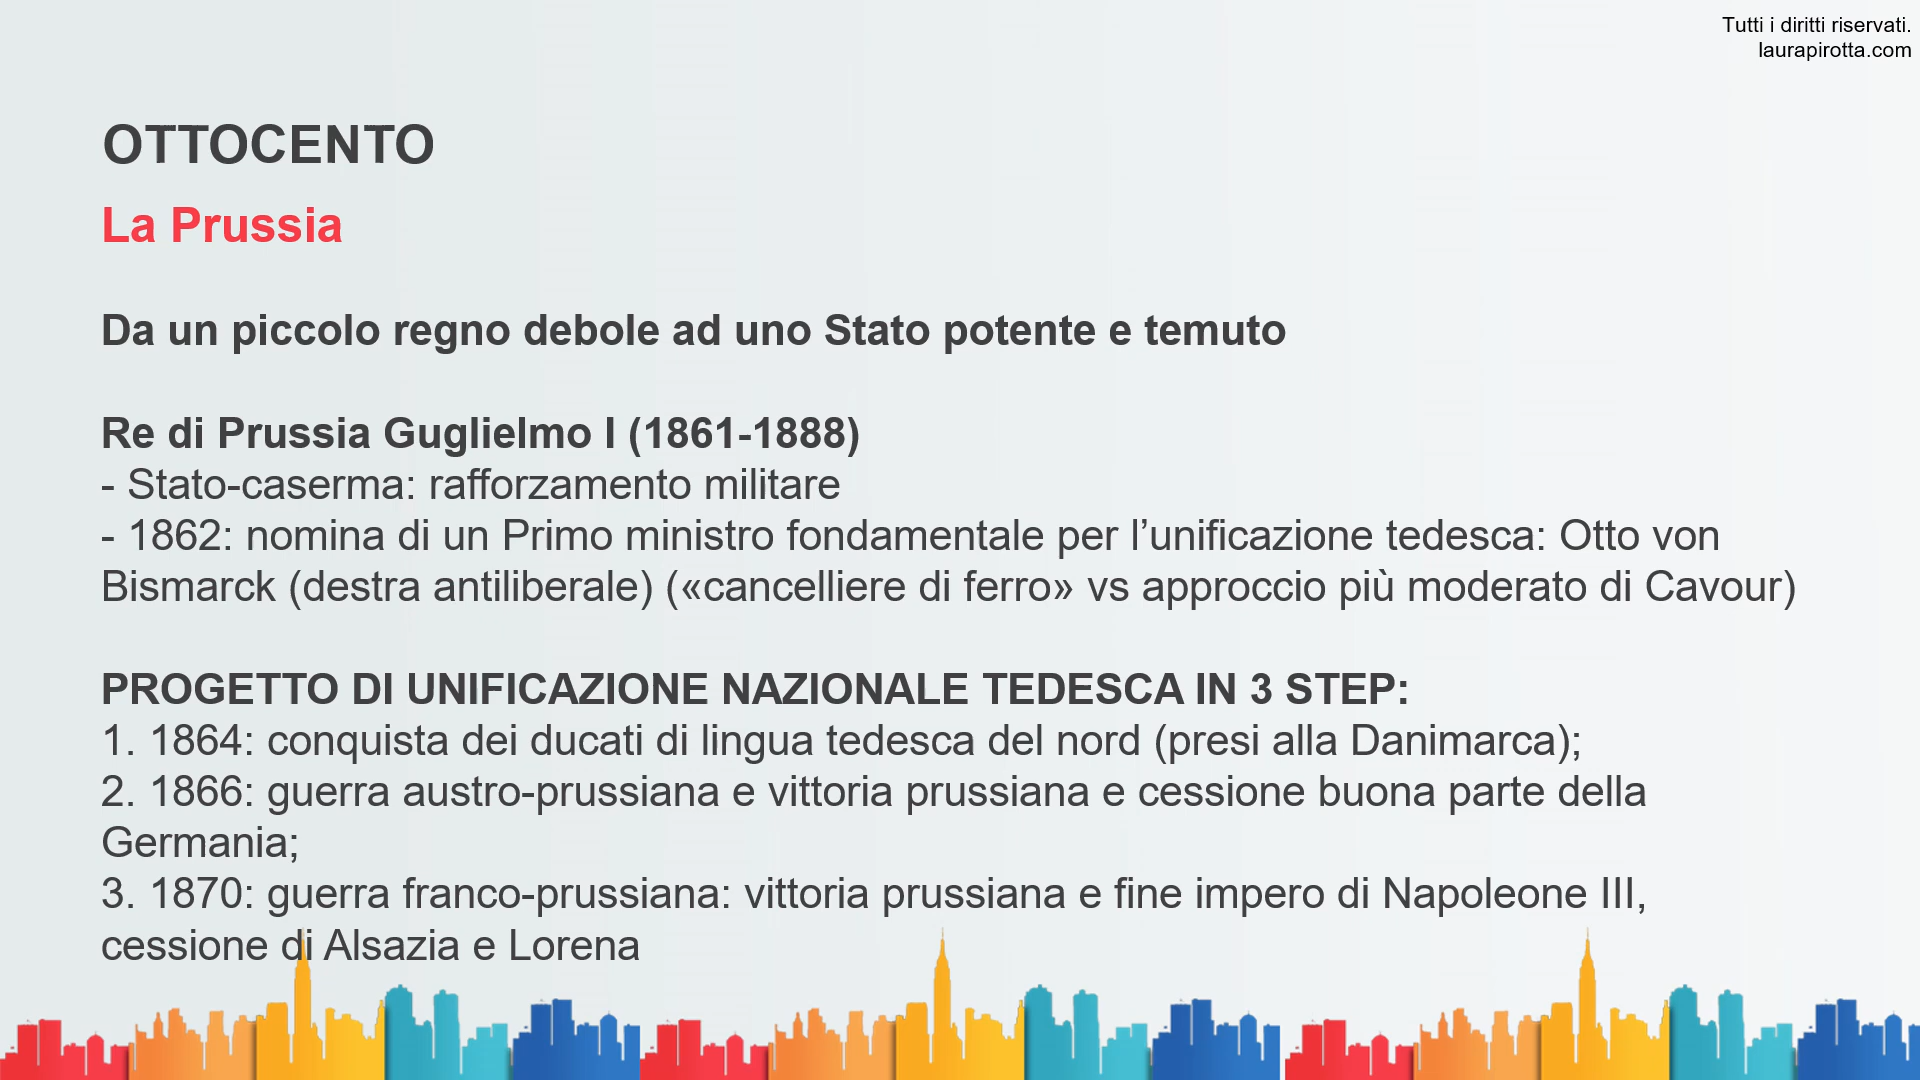 Tutti i diritti riservati.
laurapirotta.com
OTTOCENTO
La Prussia
Da un piccolo regno debole ad uno Stato potente e temuto
Re di Prussia Guglielmo I (1861-1888)
- Stato-caserma: rafforzamento militare
- 1862: nomina di un Primo ministro fondamentale per l’unificazione tedesca: Otto von
Bismarck (destra antiliberale) («cancelliere di ferro» vs approccio più moderato di Cavour)
PROGETTO DI UNIFICAZIONE NAZIONALE TEDESCA IN 3 STEP:
1. 1864: conquista dei ducati di lingua tedesca del nord (presi alla Danimarca);
2. 1866: guerra austro-prussiana e vittoria prussiana e cessione buona parte della
Germania;
3. 1870: guerra franco-prussiana: vittoria prussiana e fine impero di Napoleone III,
cessione di Alsazia e Lorena